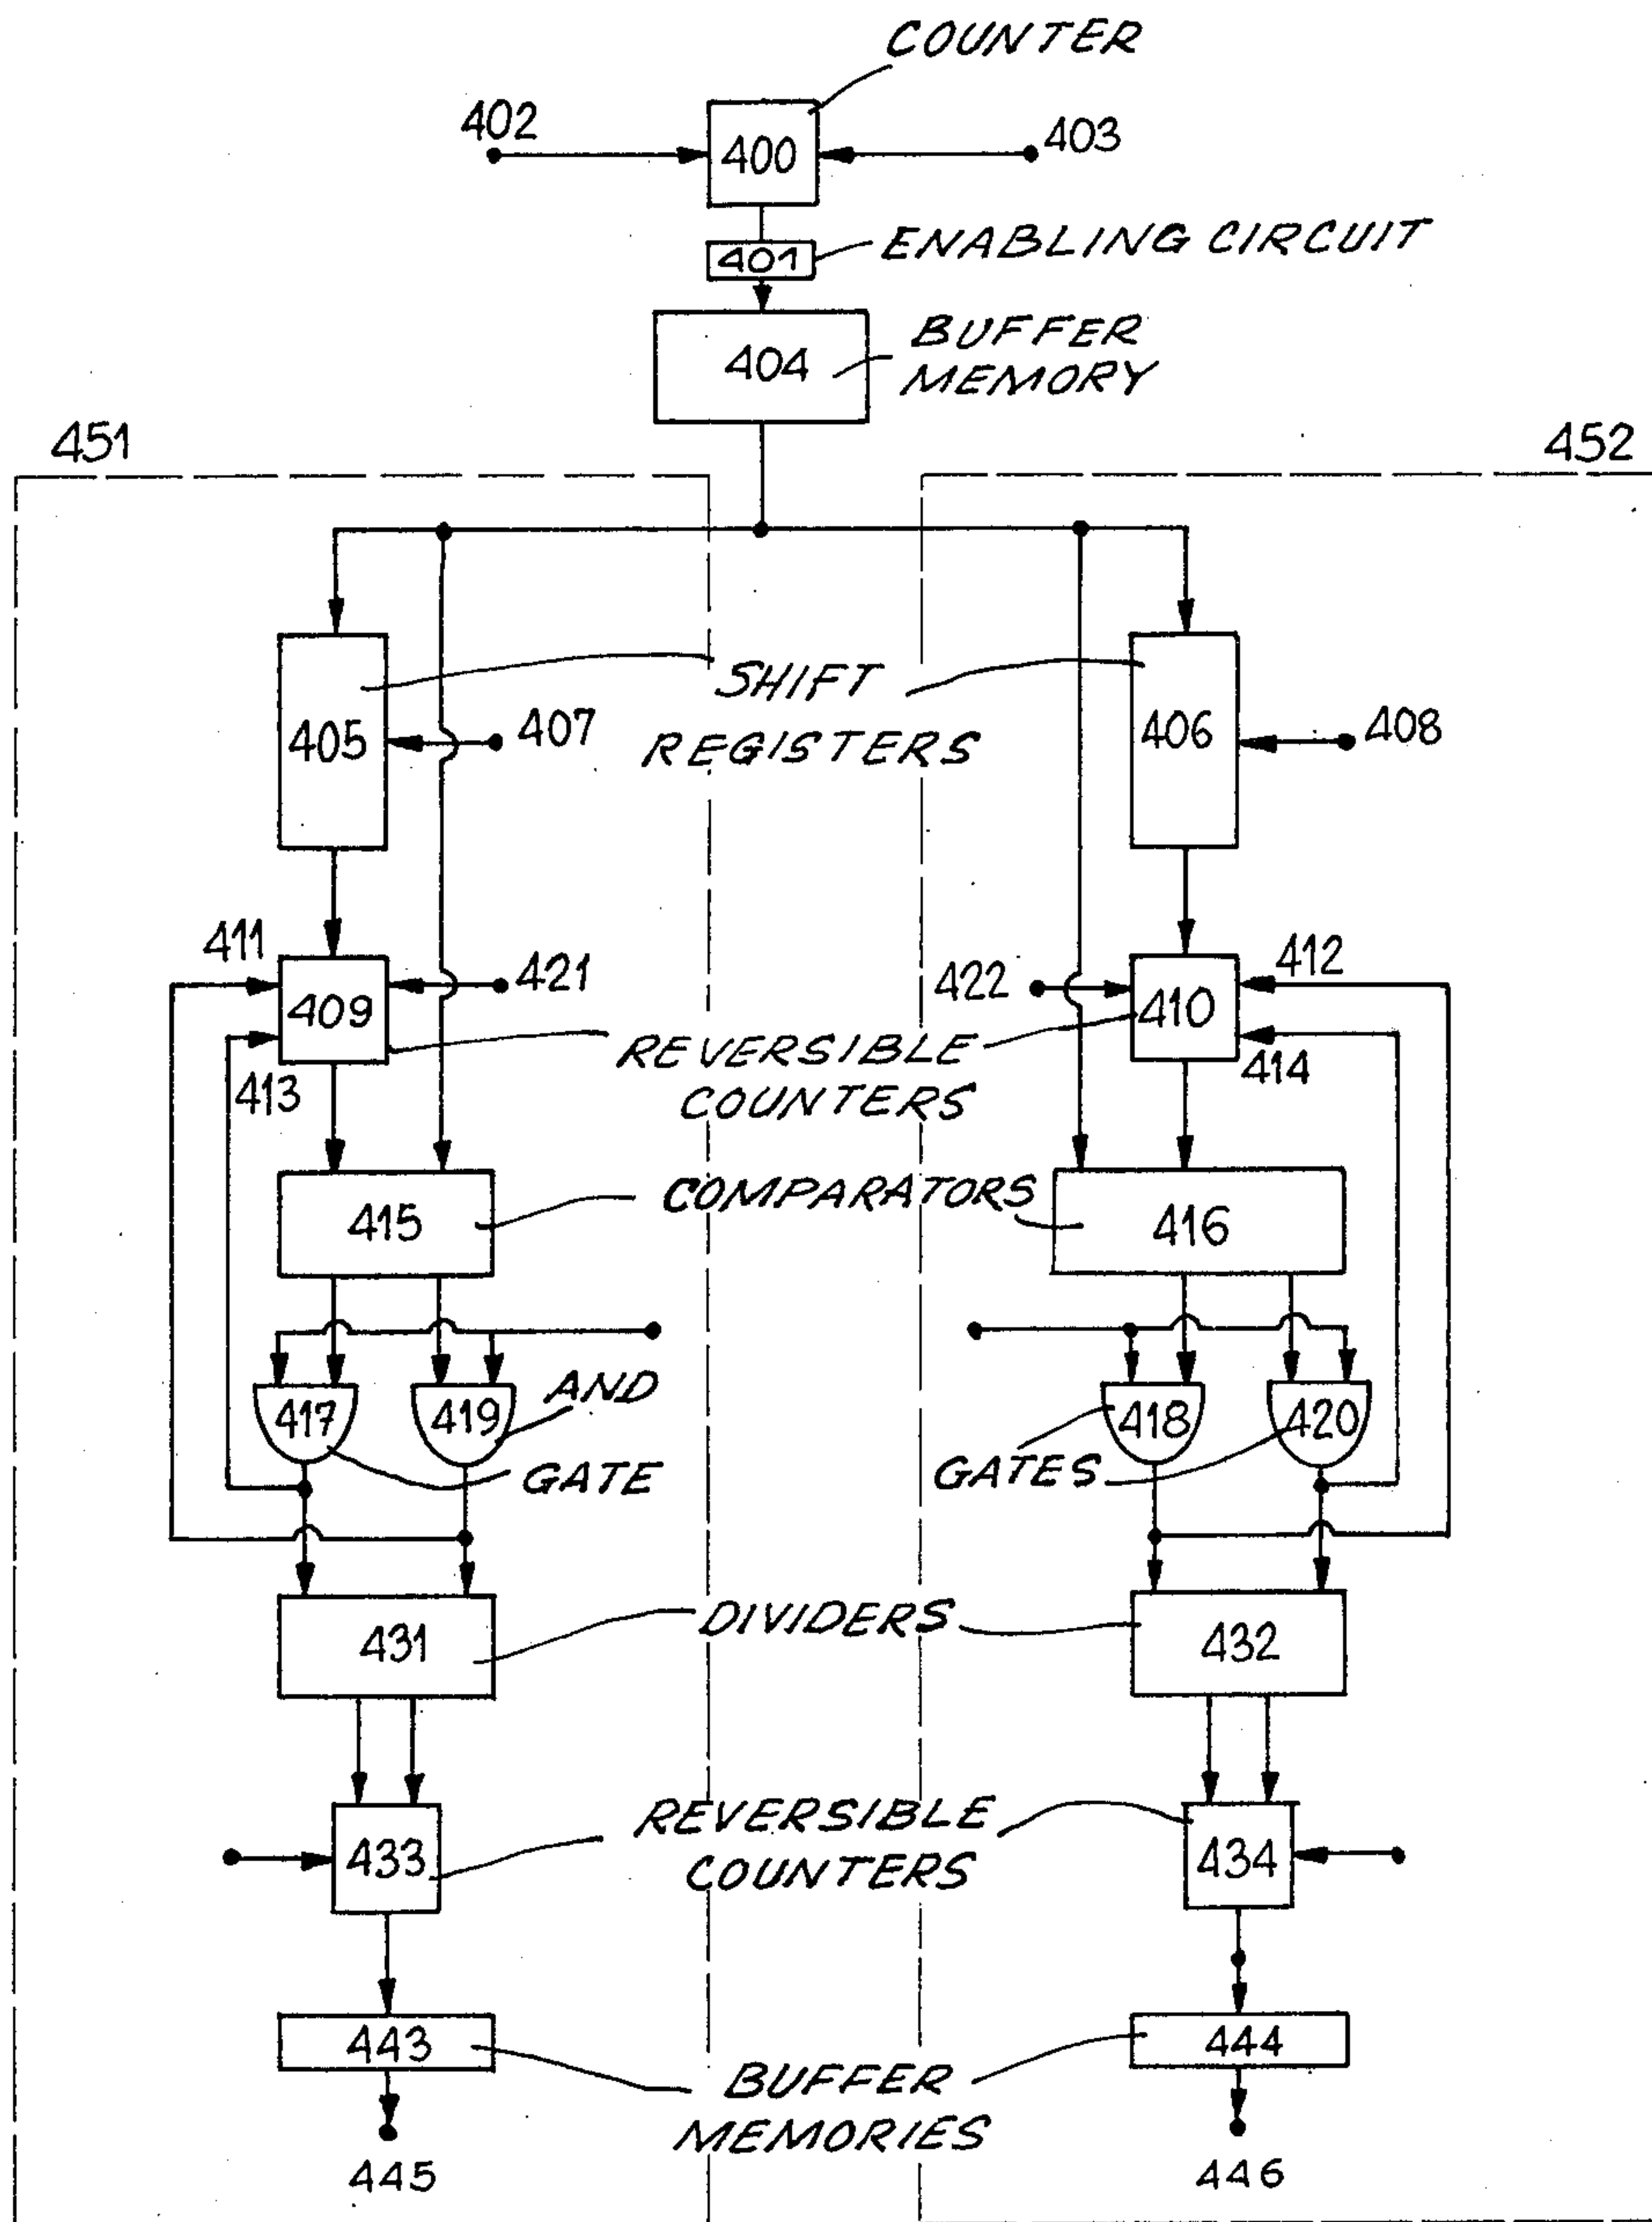 COUNTER
402
400
403
401
ENABLING CIRCUIT
404
BUFFER
MEMORY
451
452
SHIFT
REGISTERS
405
407
406
408
411
409
421
413
422
410
412
414
REVERSIBLE
COUNTERS
415
COMPARATORS
416
417
419
AND
GATE
418
420
GATES
431
DIVIDERS
432
433
REVERSIBLE
COUNTERS
434
443
BUFFER
MEMORIES
444
445
446